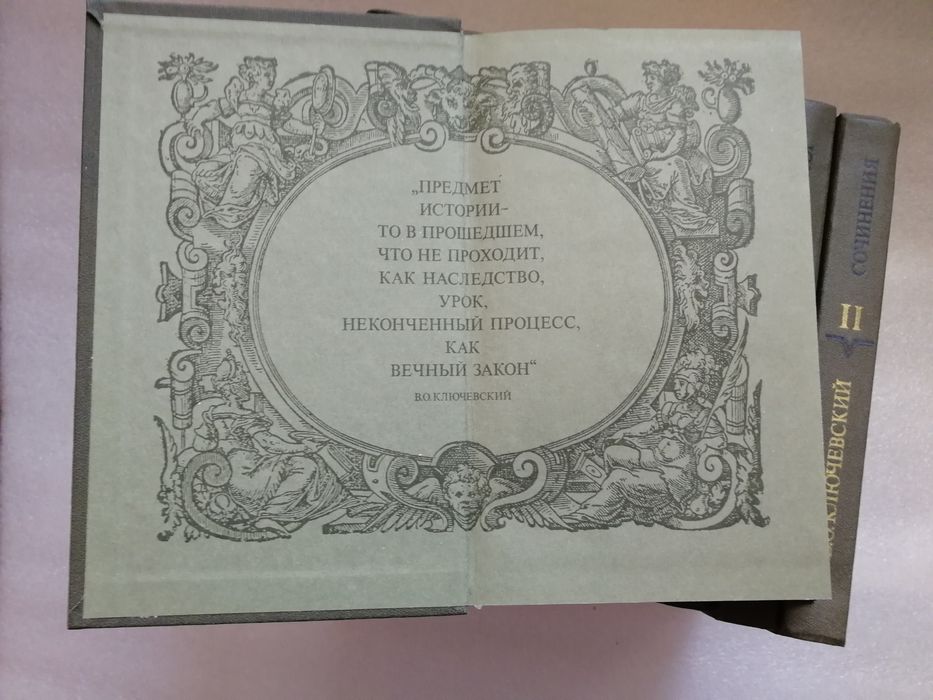 „ПРЕДМЕТ
ИСТОРИИ–
ТО В ПРОШЕДШЕМ,
ЧТО НЕ ПРОХОДИТ,
КАК НАСЛЕДСТВО,
УРОК,
НЕКОНЧЕННЫЙ ПРОЦЕСС,
КАК
ВЕЧНЫЙ ЗАКОН“
В.О.КЛЮЧЕВСКИЙ
В.О.КЛЮЧЕВСКИЙ
II
СОЧИНЕНИЯ